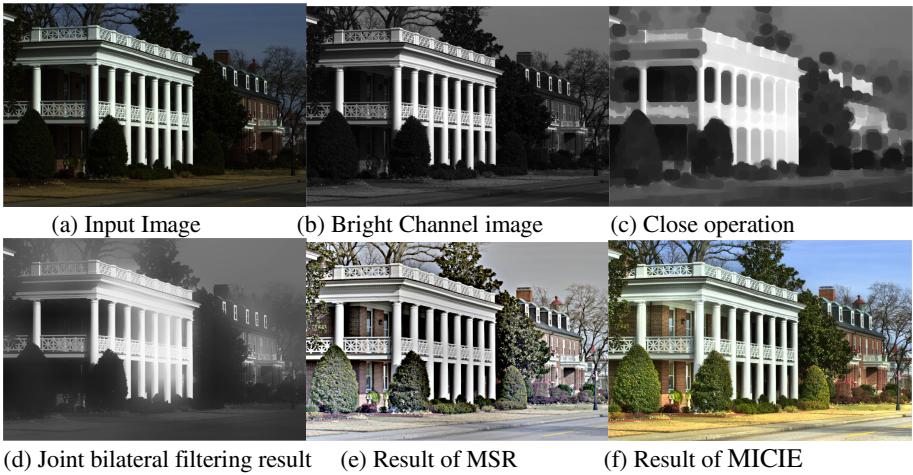 (a) Input Image
(b) Bright Channel image
(c) Close operation
(d) Joint bilateral filtering result
(e) Result of MSR
(f) Result of MICIE